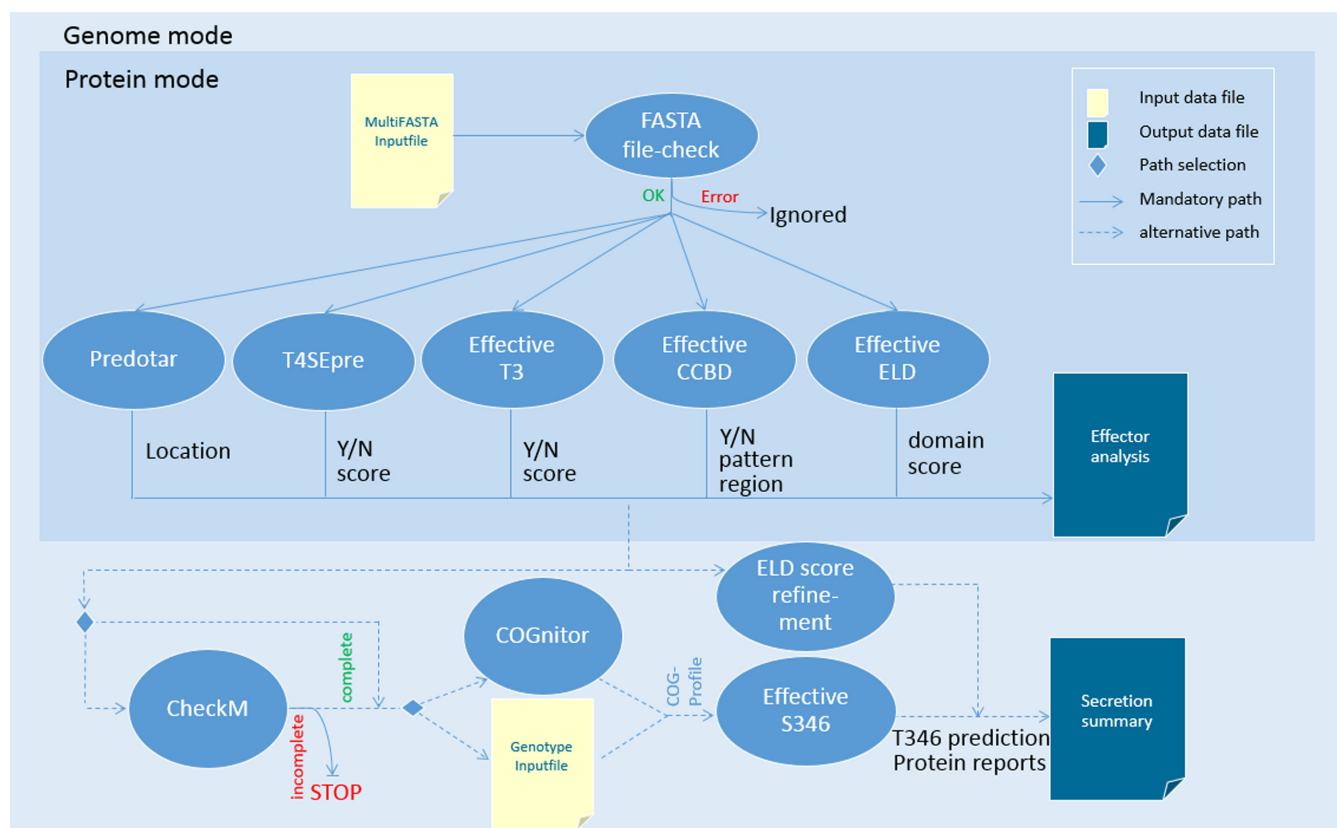 Genome mode
Protein mode
MultiFASTA
Inputfile
FASTA
file-check
OK
Error
Ignored
Input data file
Output data file
Path selection
Mandatory path
alternative path
Predotar
T4SEpre
Effective
T3
Effective
CCBD
Effective
ELD
Location
Y/N
score
Y/N
score
Y/N
pattern
region
domain
score
Effector
analysis
ELD score
refine-
ment
COGnitor
CheckM
complete
incomplete
STOP
Genotype
Inputfile
COG-
Profile
Effective
S346
T346 prediction
Protein reports
Secretion
summary